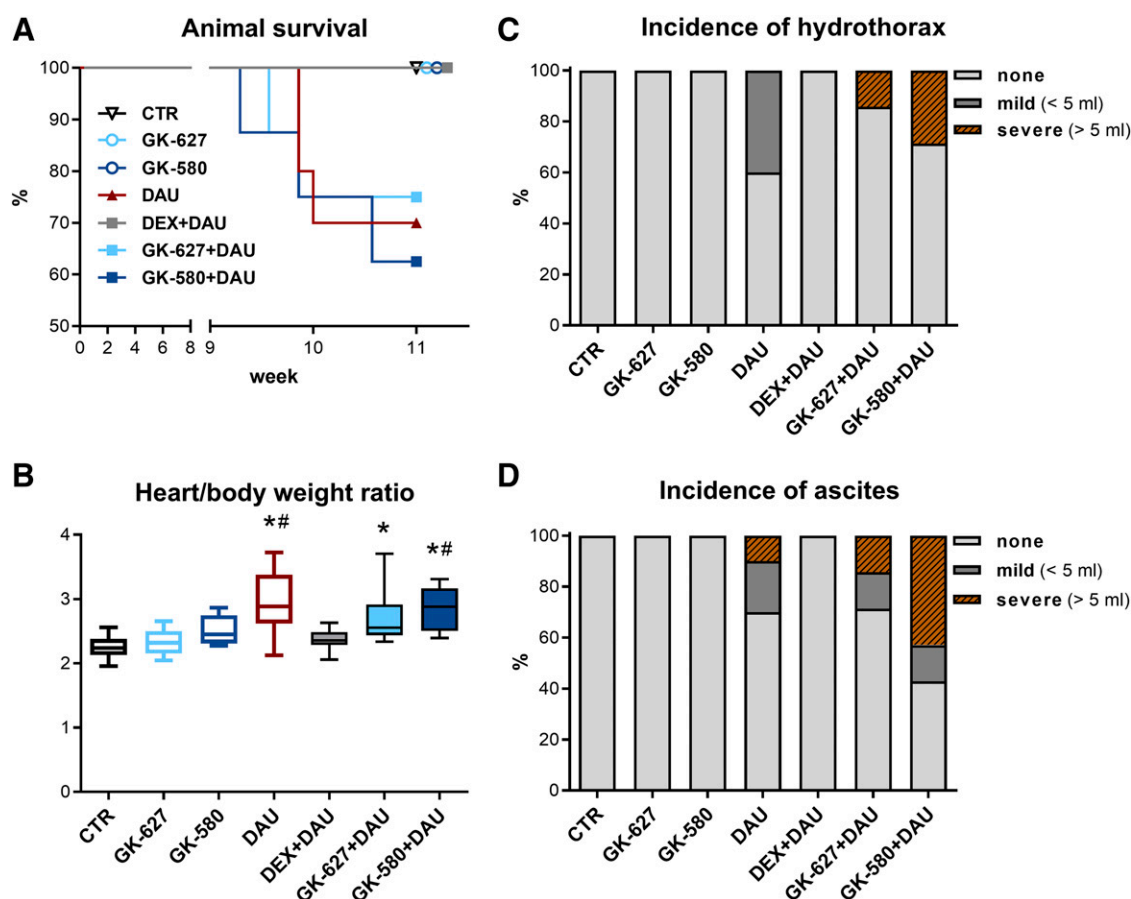 A
Animal survival
100
90
80
70
60
50
%
CTR
GK-627
GK-580
DAU
DEX+DAU
GK-627+DAU
GK-580+DAU
0 2 4 6 8 9 10 11
week
B
Heart/body weight ratio
4
3
2
1
0
*#
*
*#
CTR
GK-627
GK-580
DAU
DEX+DAU
GK-627+DAU
GK-580+DAU
C
Incidence of hydrothorax
100
80
60
40
20
0
%
none
mild (< 5 ml)
severe (> 5 ml)
CTR
GK-627
GK-580
DAU
DEX+DAU
GK-627+DAU
GK-580+DAU
D
Incidence of ascites
100
80
60
40
20
0
%
none
mild (< 5 ml)
severe (> 5 ml)
CTR
GK-627
GK-580
DAU
DEX+DAU
GK-627+DAU
GK-580+DAU